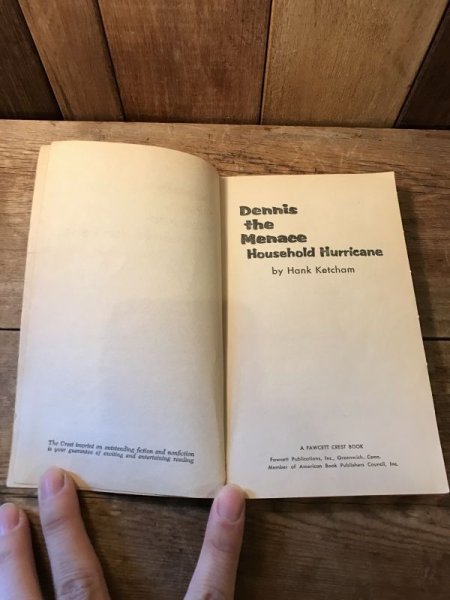 The Crest imprint on outstanding fiction and nonfiction
is your guarantee of exciting and entertaining reading
Dennis
the
Menace
Household Hurricane
by Hank Ketcham
A FAWCETT CREST BOOK
Fawcett Publications, Inc., Greenwich, Conn.
Member of American Book Publishers Council, Inc.